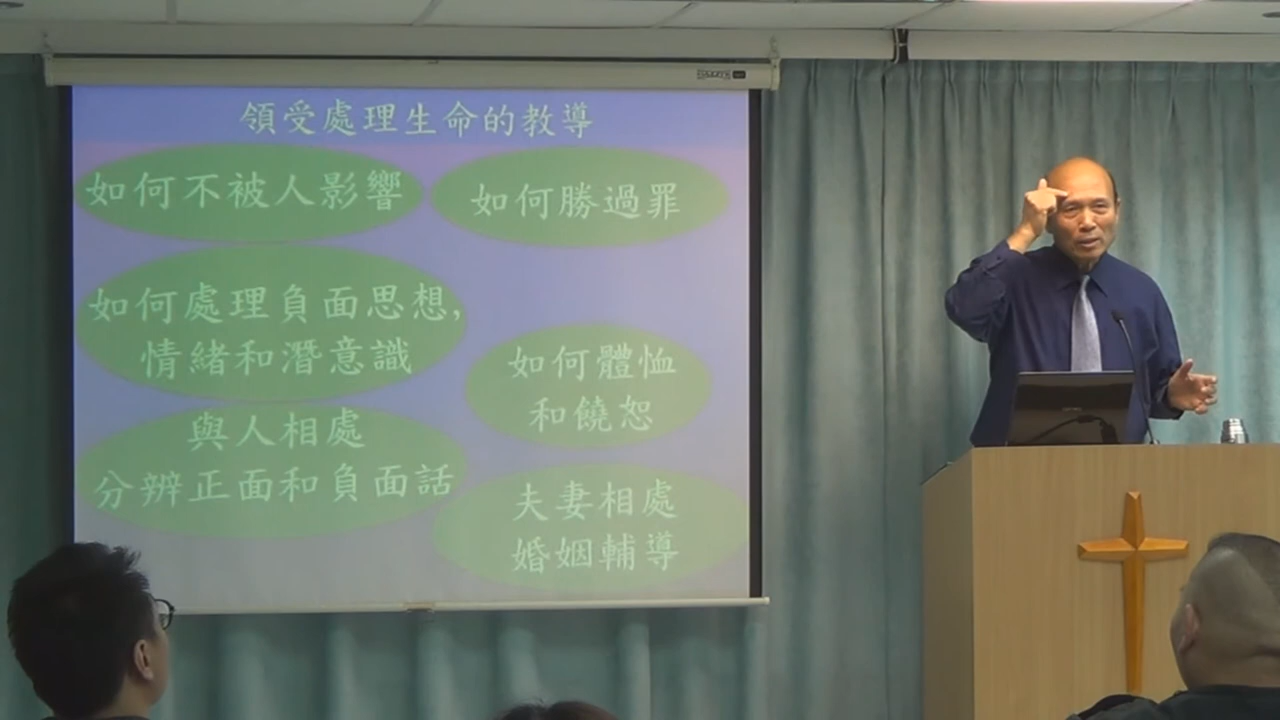 領受處理生命的教導
如何不被人影響
如何勝過罪
如何處理負面思想,
情緒和潛意識
如何體恤
和饒恕
與人相處
分辨正面和負面話
夫妻相處
婚姻輔導